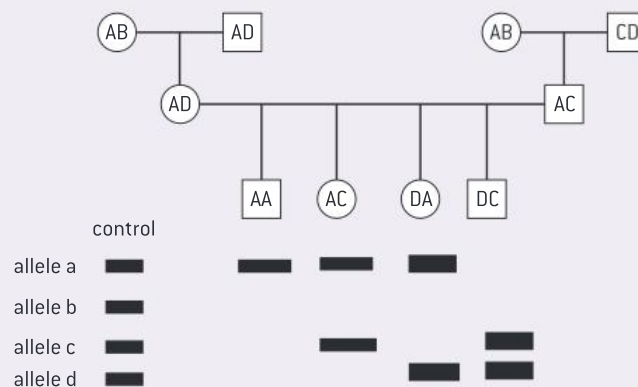 AB AD AB CD
AD AC
AA AC DA DC
control
allele a
allele b
allele c
allele d